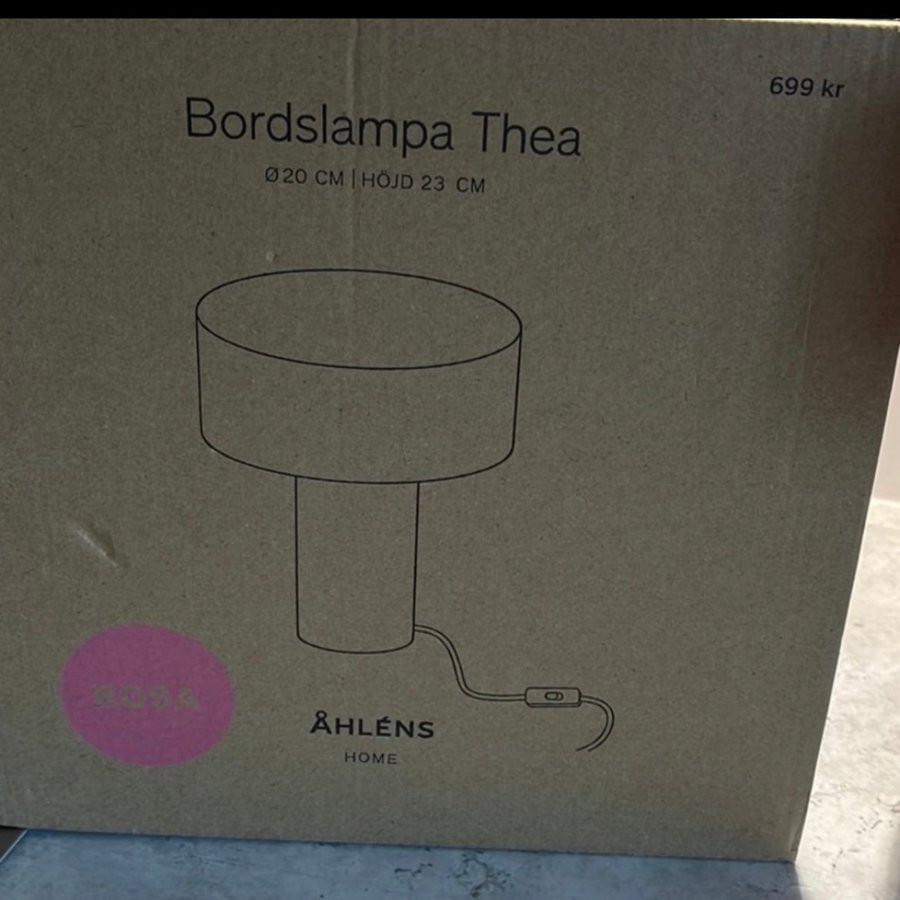 699 kr
Bordslampa Thea
Ø20 CM | HÖJD 23 CM
ROSA
ÅHLÉNS
HOME